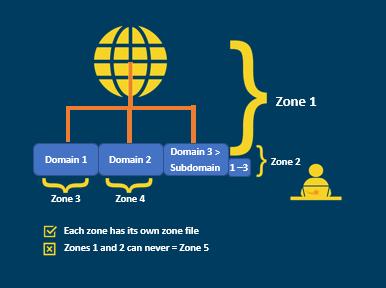 Zone 1
Domain 1
Domain 2
Domain 3 >
Subdomain
1 –3
Zone 2
Zone 3
Zone 4
Each zone has its own zone file
Zones 1 and 2 can never = Zone 5